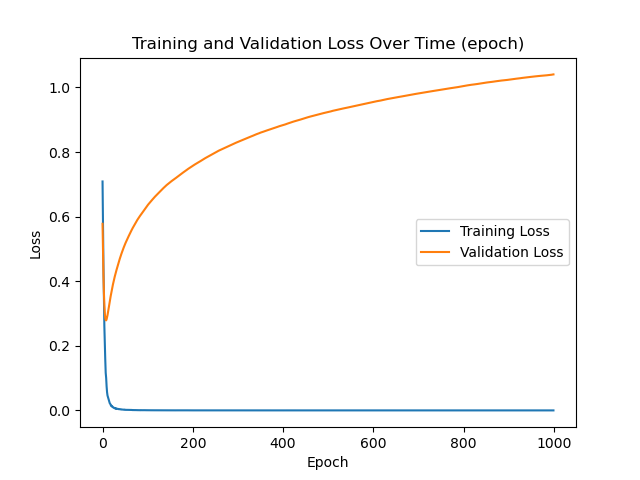 Training and Validation Loss Over Time (epoch)
Loss
1.0
0.8
0.6
0.4
0.2
0.0
Training Loss
Validation Loss
0 200 400 600 800 1000
Epoch